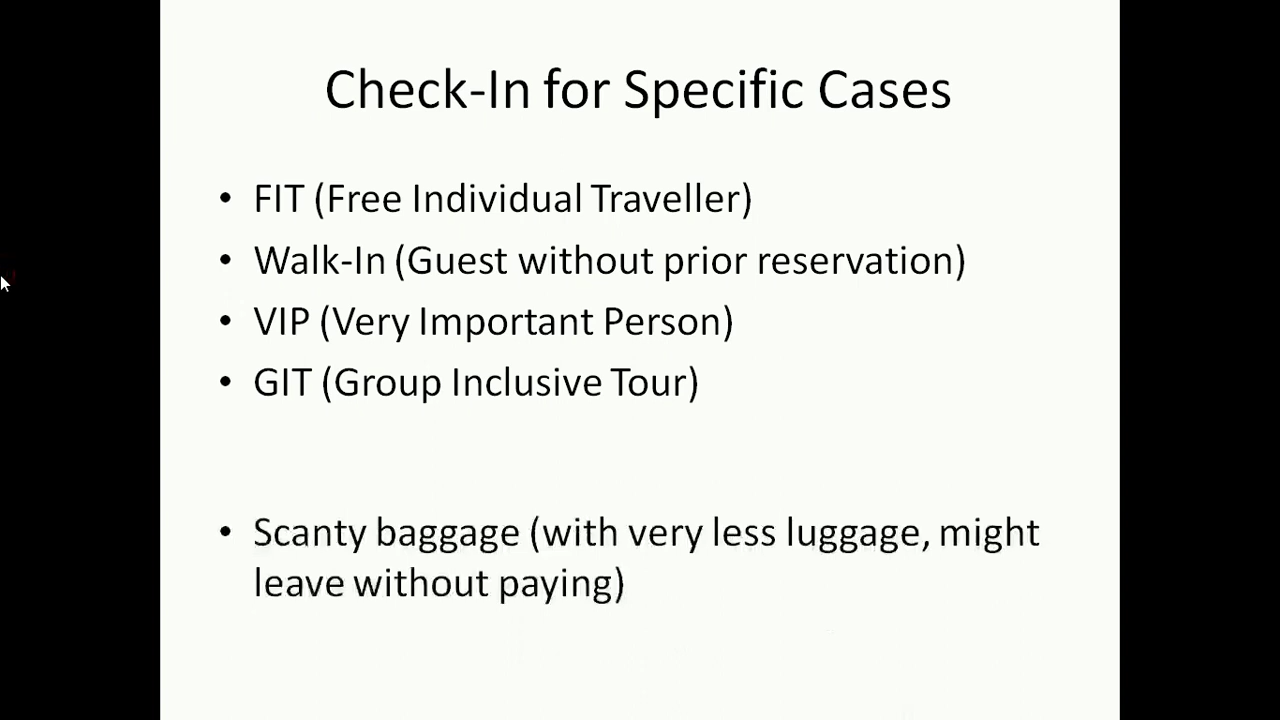 Check-In for Specific Cases
• FIT (Free Individual Traveller)
• Walk-In (Guest without prior reservation)
• VIP (Very Important Person)
• GIT (Group Inclusive Tour)
• Scanty baggage (with very less luggage, might
leave without paying)